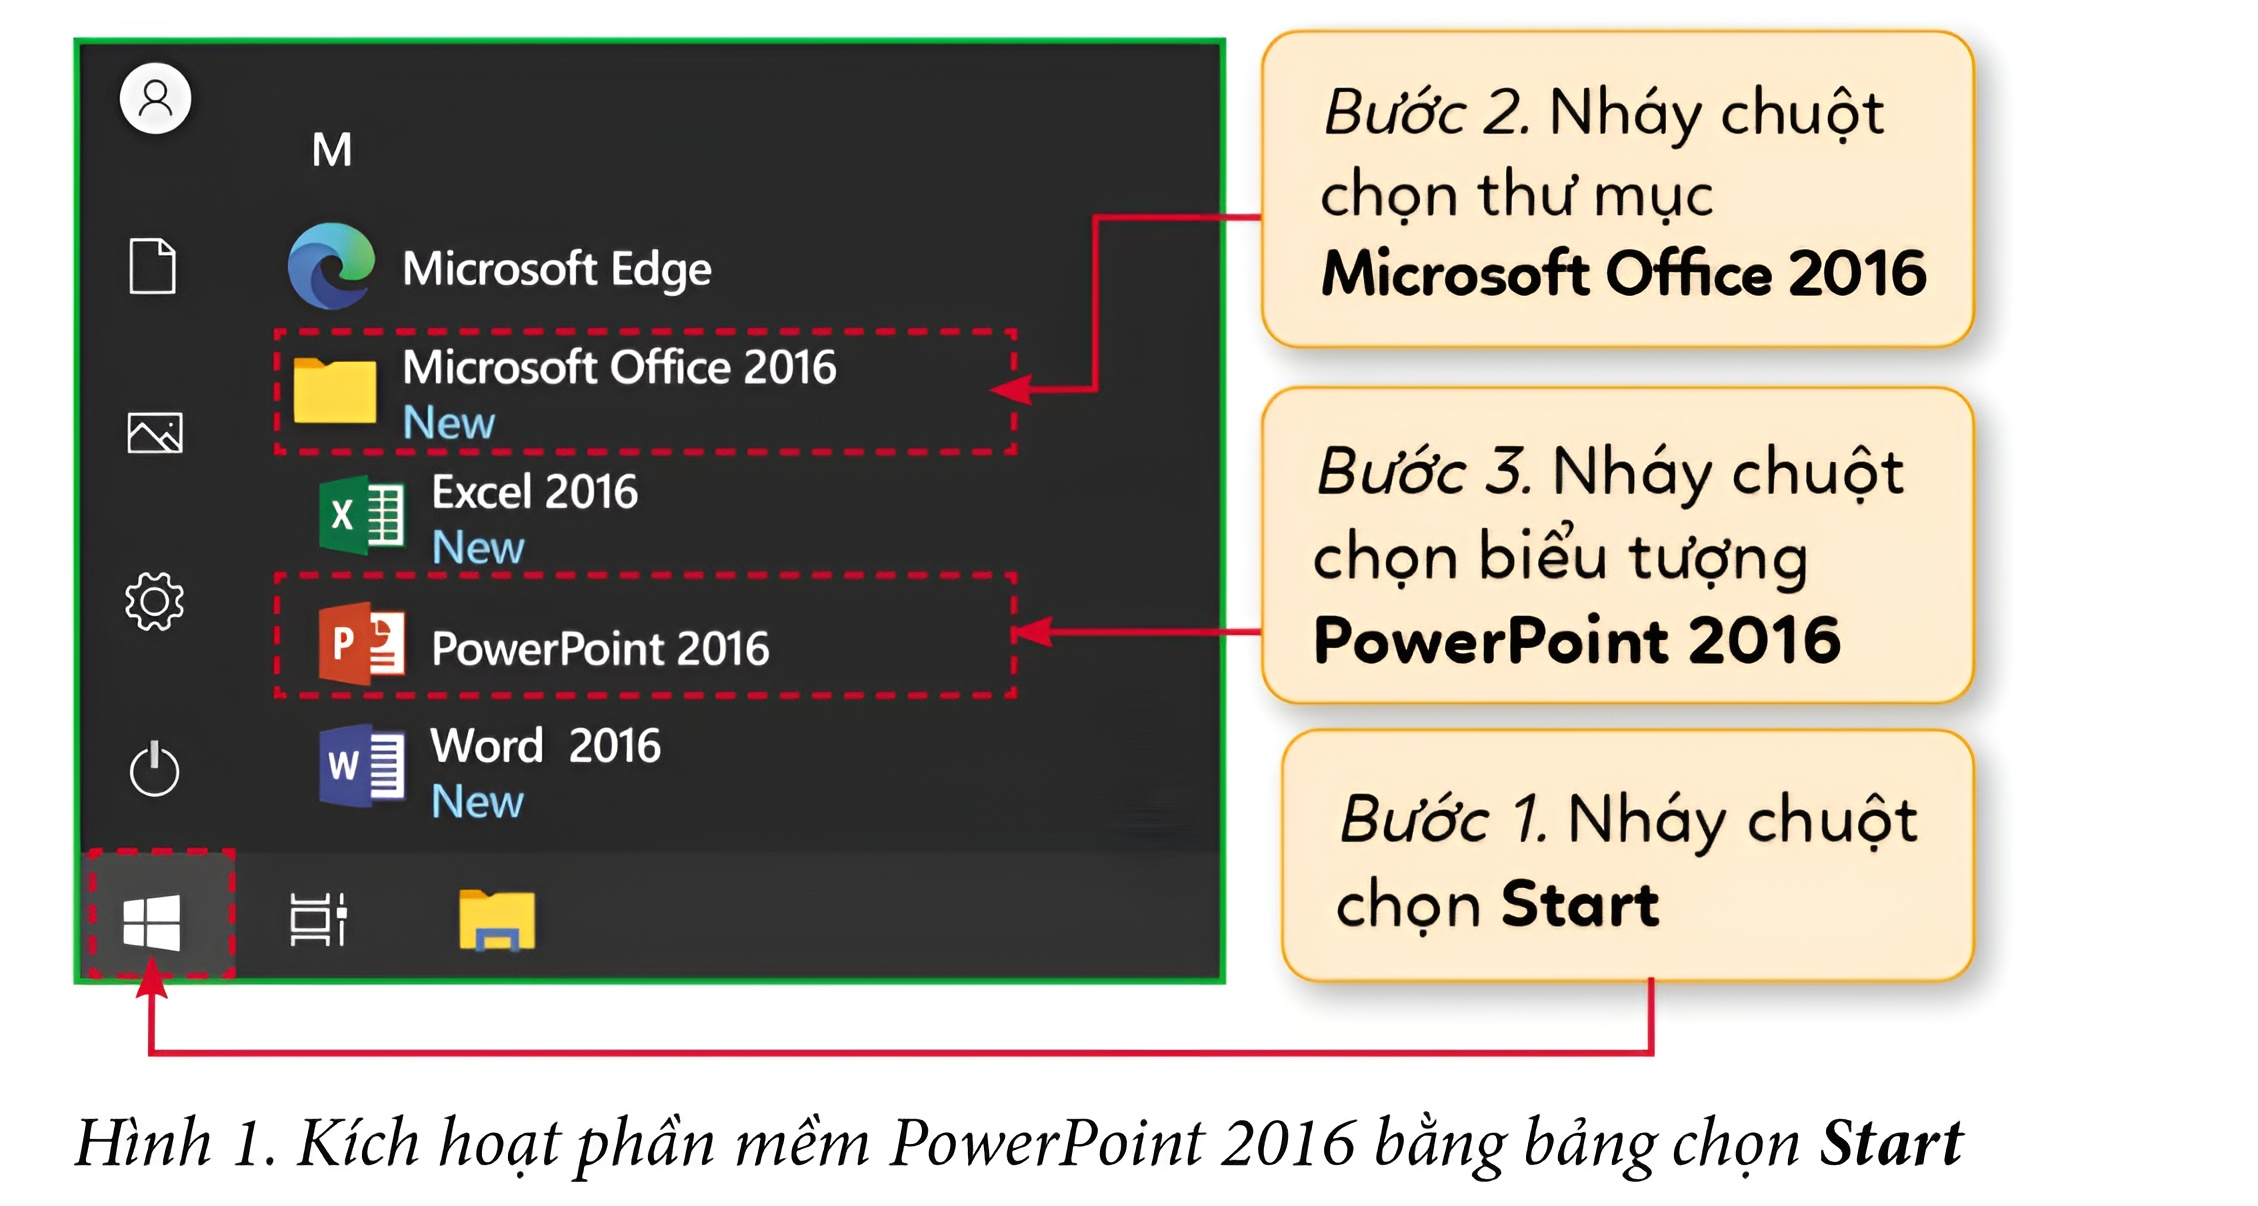 M
Microsoft Edge
Microsoft Office 2016
New
X
Excel 2016
New
P
PowerPoint 2016
W
Word 2016
New
Bước 2. Nháy chuột
chọn thư mục
Microsoft Office 2016
Bước 3. Nháy chuột
chọn biểu tượng
PowerPoint 2016
Bước 1. Nháy chuột
chọn Start
Hình 1. Kích hoạt phần mềm PowerPoint 2016 bằng bảng chọn Start